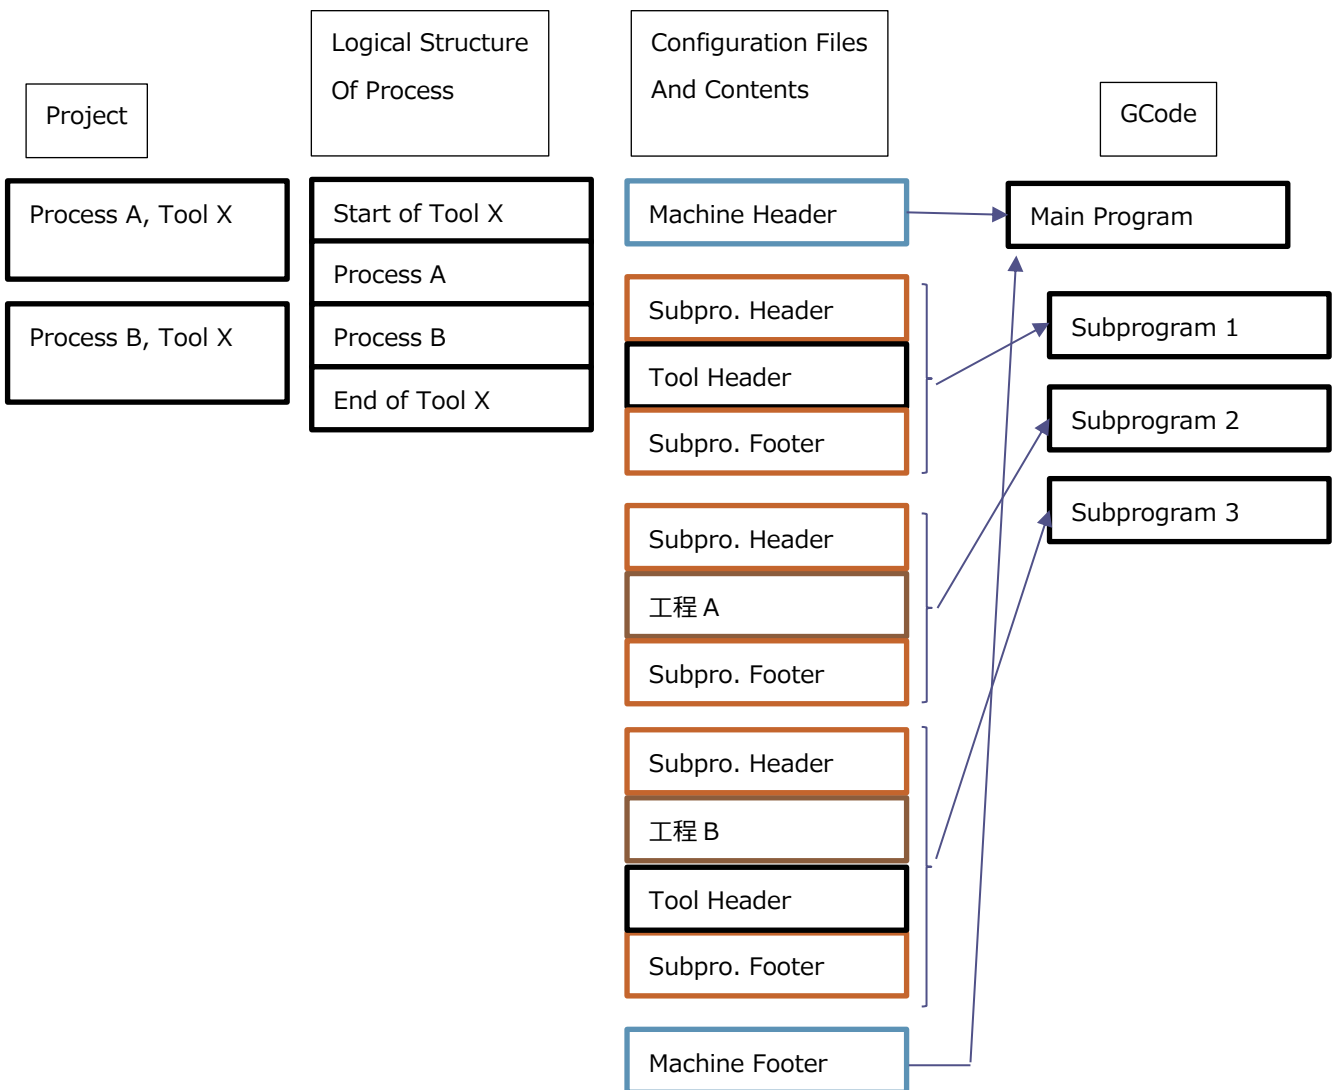 Project
Logical Structure
Of Process
Configuration Files
And Contents
GCode
Process A, Tool X
Process B, Tool X
Start of Tool X
Process A
Process B
End of Tool X
Machine Header
Subpro. Header
Tool Header
Subpro. Footer
Subpro. Header
工程 A
Subpro. Footer
Subpro. Header
工程 B
Tool Header
Subpro. Footer
Machine Footer
Main Program
Subprogram 1
Subprogram 2
Subprogram 3